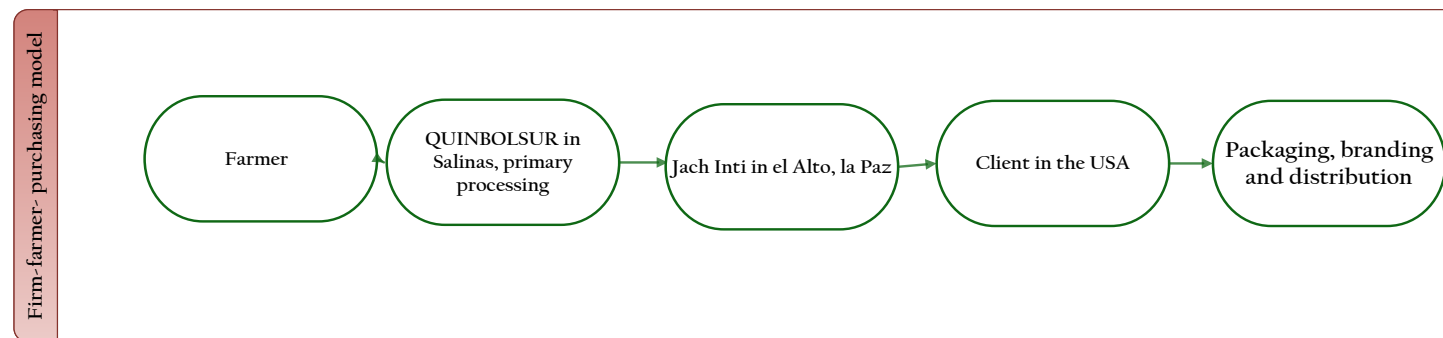 Firm-farmer- purchasing model
Farmer
QUINBOLSUR in
Salinas, primary
processing
Jach Inti in el Alto, la Paz
Client in the USA
Packaging, branding
and distribution